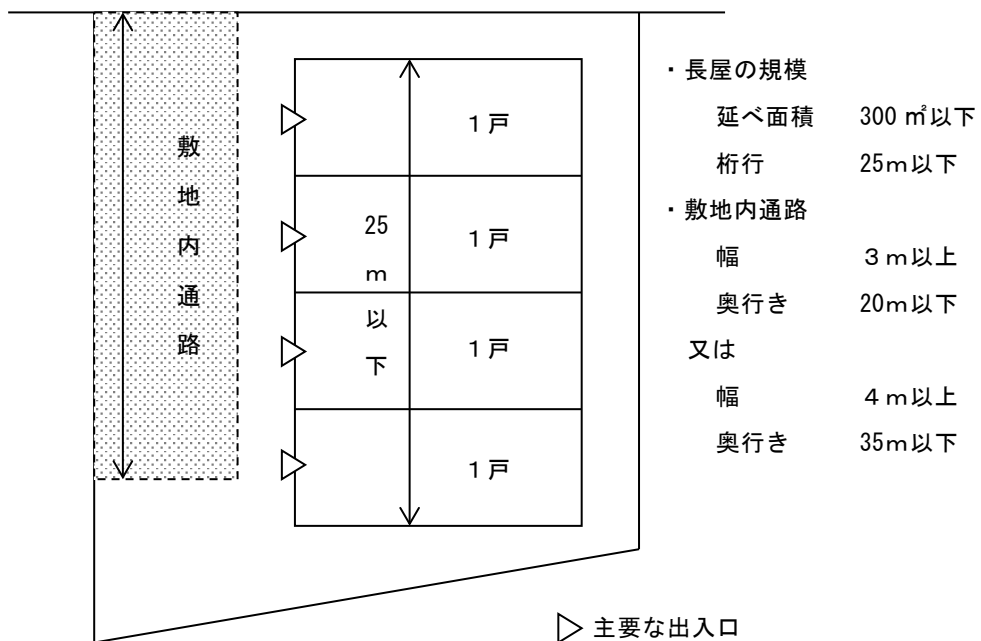 敷地内通路
1戸
1戸
1戸
1戸
25m以下
・長屋の規模
延べ面積 300㎡以下
桁行 25m以下
・敷地内通路
幅 3m以上
奥行き 20m以下
又は
幅 4m以上
奥行き 35m以下
主要な出入口